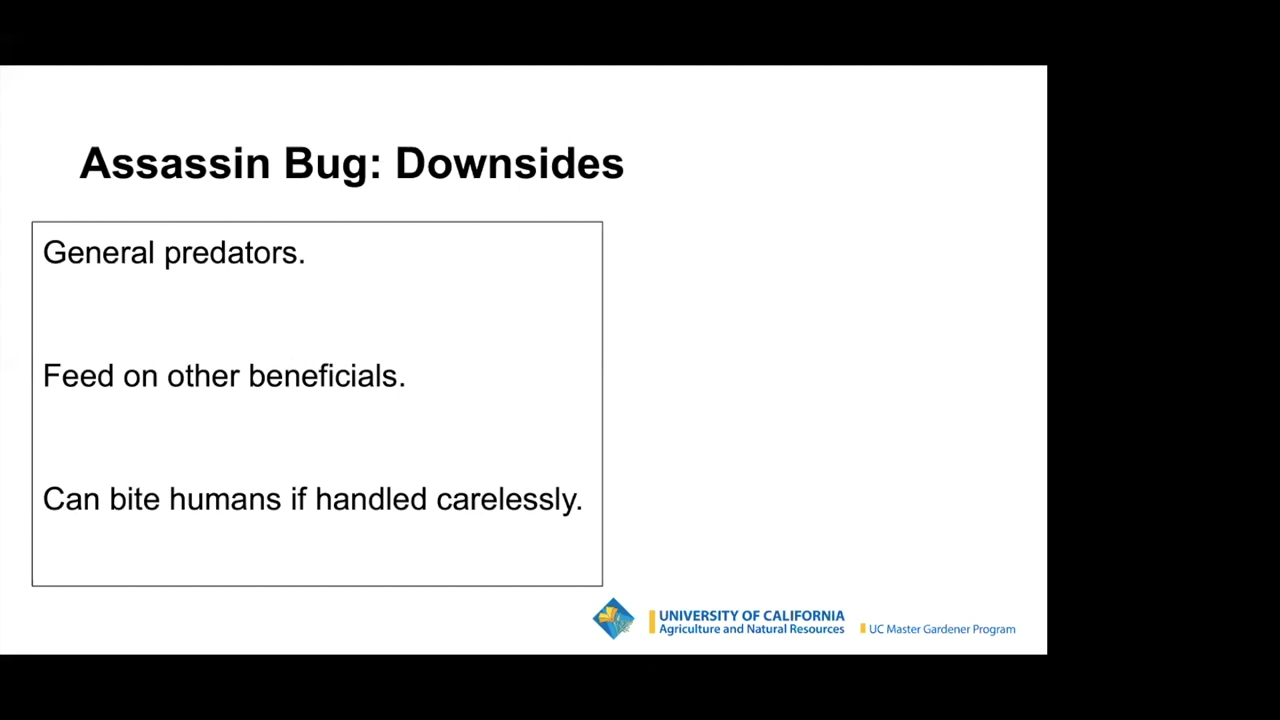 Assassin Bug: Downsides
General predators.
Feed on other beneficials.
Can bite humans if handled carelessly.
UNIVERSITY OF CALIFORNIA
Agriculture and Natural Resources
UC Master Gardener Program